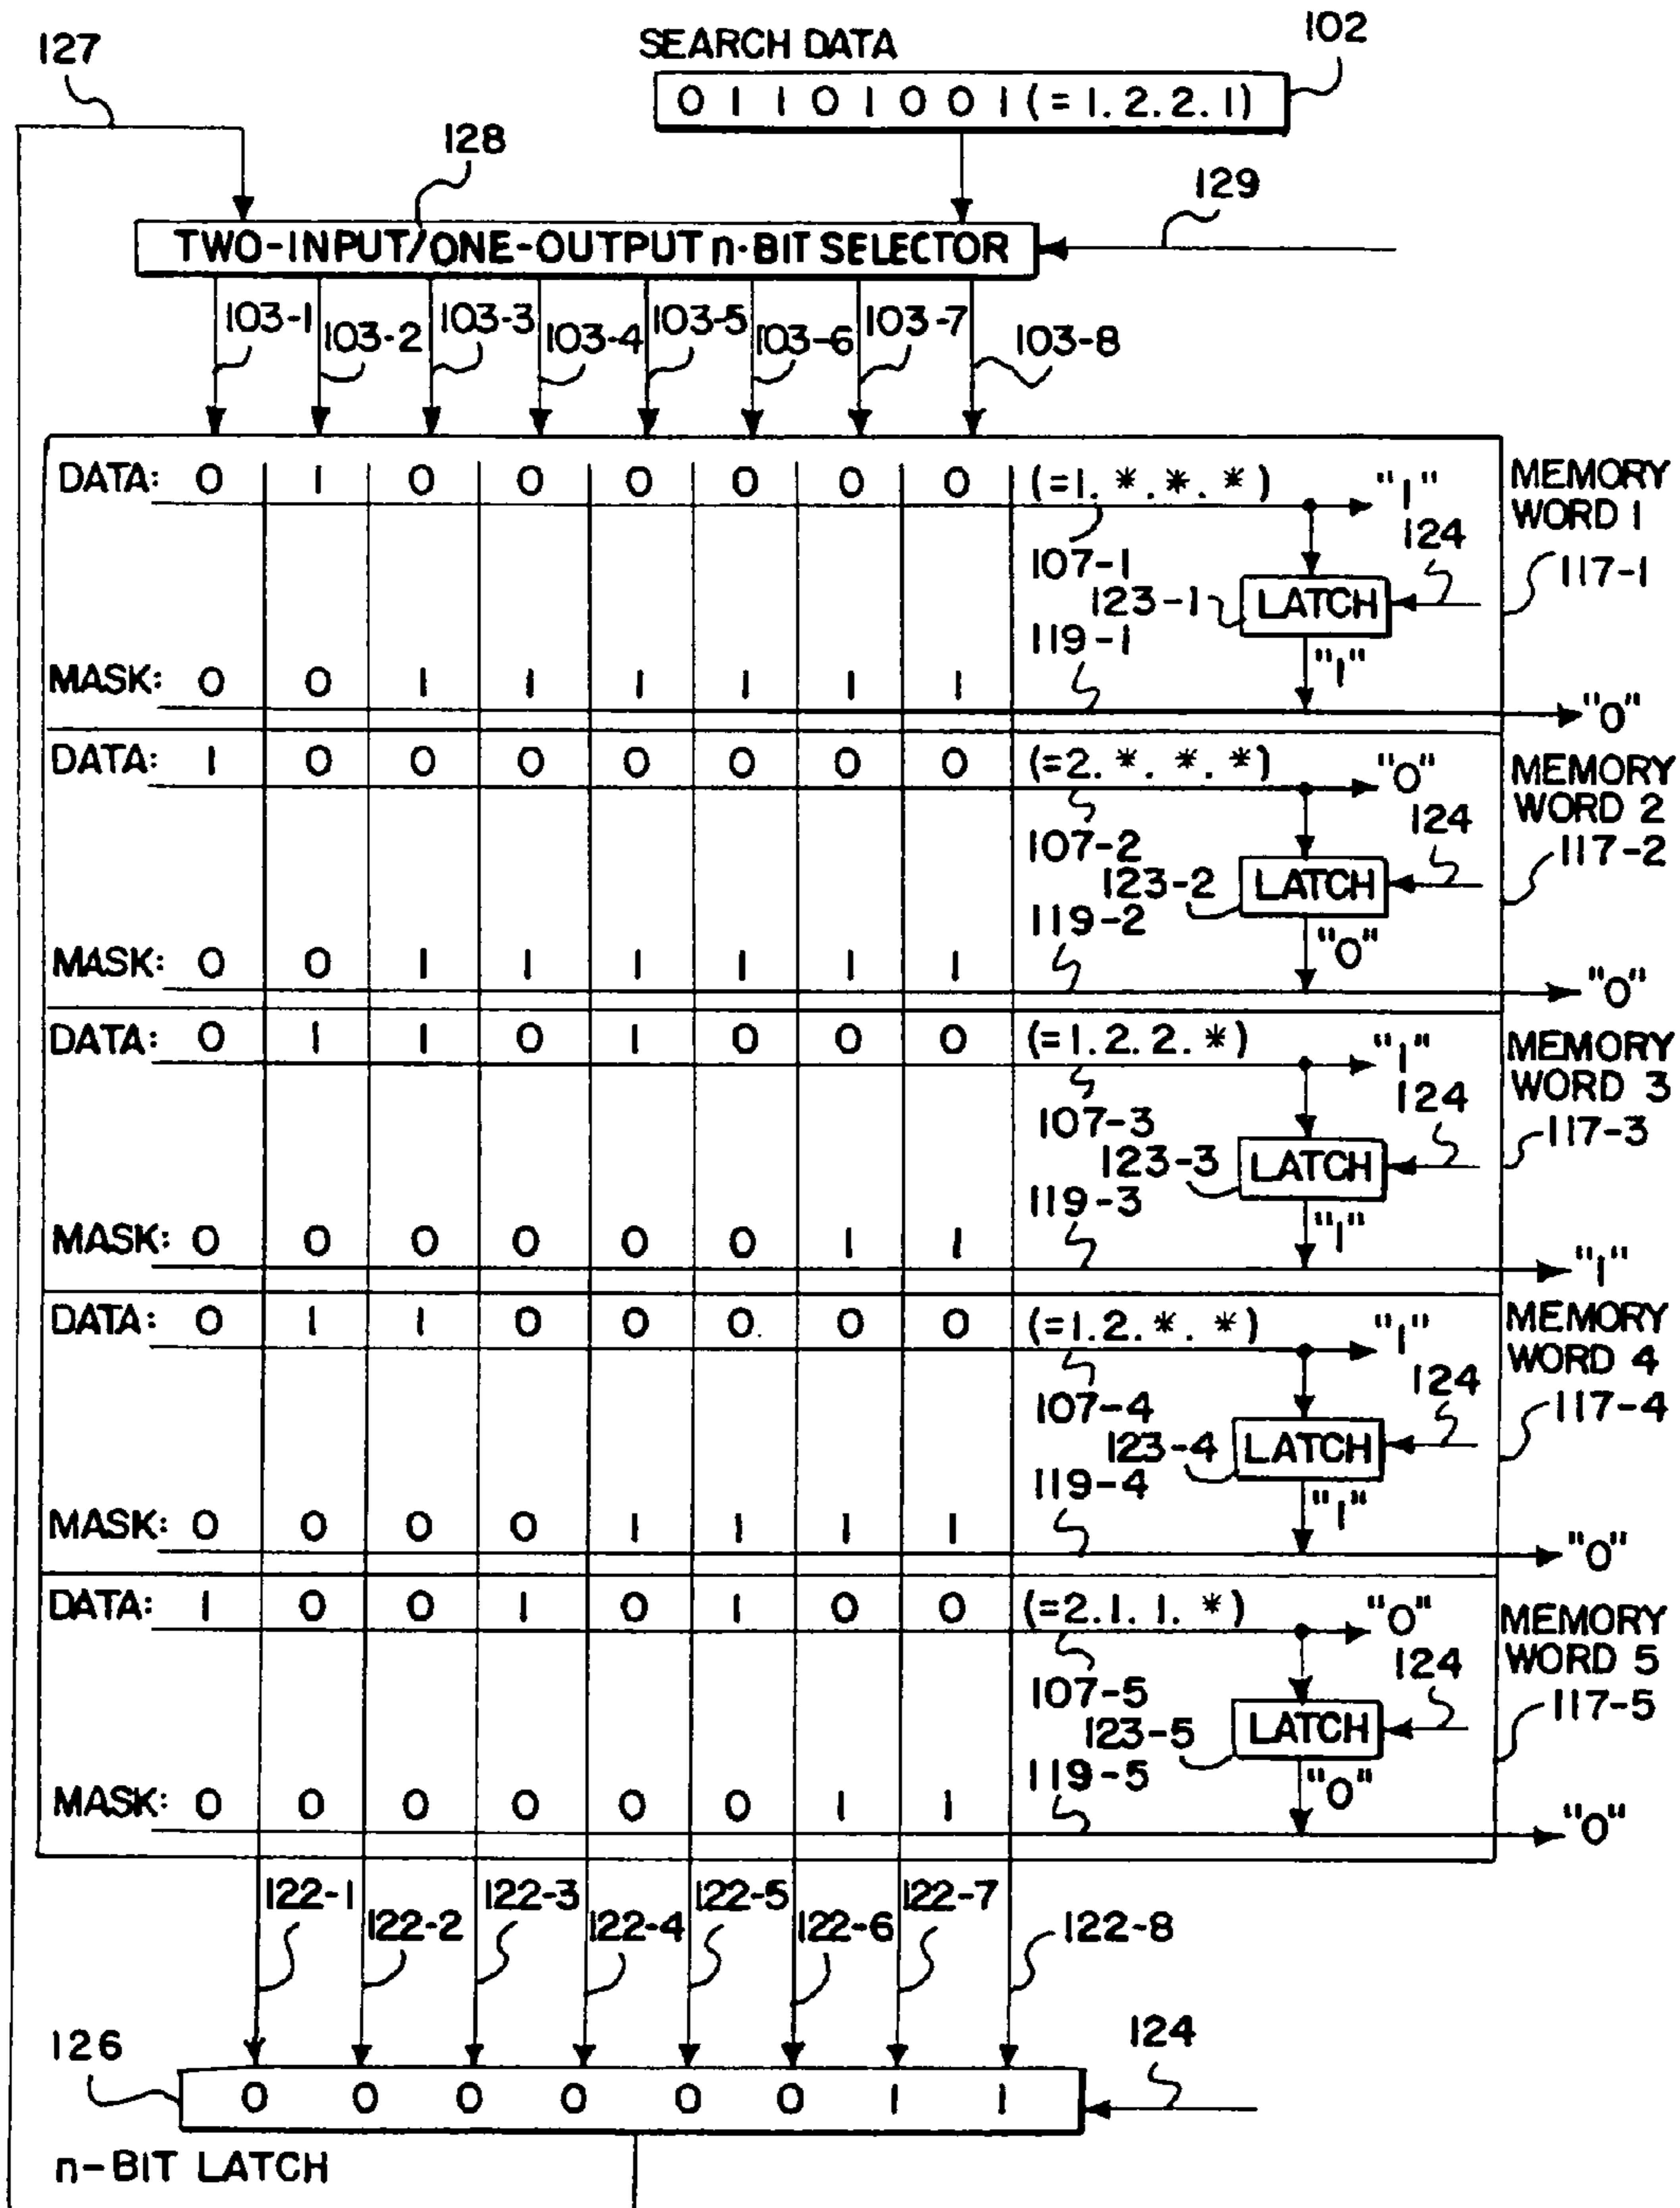 127
SEARCH DATA
102
0 1 1 0 1 0 0 1 (= 1. 2. 2. 1)
128
129
TWO-INPUT/ONE-OUTPUT n-BIT SELECTOR
103-1
103-2
103-3
103-4
103-5
103-6
103-7
103-8
DATA: 0 1 0 0 0 0 0 0 (=1. *. *. *) "1"
MEMORY
WORD 1
124
107-1
117-1
123-1
LATCH
119-1
"1"
MASK: 0 0 1 1 1 1 1 1
"0"
DATA: 1 0 0 0 0 0 0 0 (=2. *. *. *) "0"
MEMORY
WORD 2
124
107-2
117-2
123-2
LATCH
119-2
"0"
MASK: 0 0 1 1 1 1 1 1
"0"
DATA: 0 1 1 0 1 0 0 0 (=1. 2. 2. *) "1"
MEMORY
WORD 3
124
107-3
117-3
123-3
LATCH
119-3
"1"
MASK: 0 0 0 0 0 0 1 1
"1"
DATA: 0 1 1 0 0 0 0 0 (=1. 2. *. *) "1"
MEMORY
WORD 4
124
107-4
117-4
123-4
LATCH
119-4
"1"
MASK: 0 0 0 0 1 1 1 1
"0"
DATA: 1 0 0 1 0 1 0 0 (=2. 1. 1. *) "0"
MEMORY
WORD 5
124
107-5
117-5
123-5
LATCH
119-5
"0"
MASK: 0 0 0 0 0 0 1 1
"0"
122-1
122-2
122-3
122-4
122-5
122-6
122-7
122-8
126
124
0 0 0 0 0 0 1 1
n-BIT LATCH